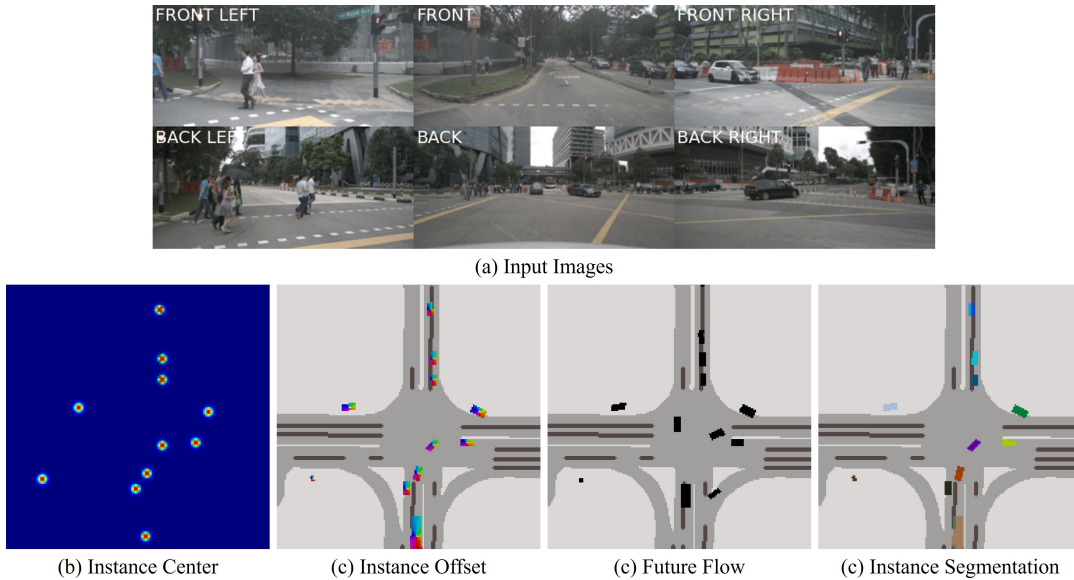 FRONT LEFT
FRONT
FRONT RIGHT
BACK LEFT
BACK
BACK RIGHT
(a) Input Images
(b) Instance Center
(c) Instance Offset
(c) Future Flow
(c) Instance Segmentation